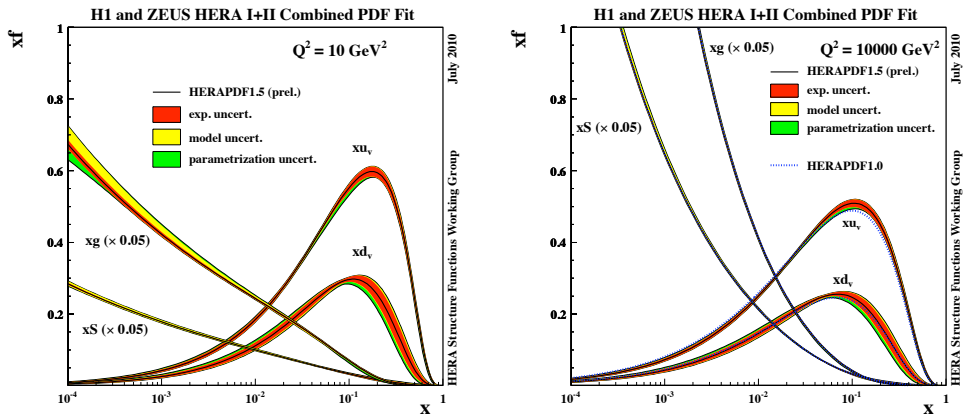 H1 and ZEUS HERA I+II Combined PDF Fit
xf
1
0.8
0.6
0.4
0.2
10-4
10-3
10-2
10-1
1
x
Q2 = 10 GeV2
HERAPDF1.5 (prel.)
exp. uncert.
model uncert.
parametrization uncert.
xuv
xdv
xg (× 0.05)
xS (× 0.05)
HERA Structure Functions Working Group
July 2010
H1 and ZEUS HERA I+II Combined PDF Fit
xf
1
0.8
0.6
0.4
0.2
10-4
10-3
10-2
10-1
1
x
xg (× 0.05)
Q2 = 10000 GeV2
HERAPDF1.5 (prel.)
exp. uncert.
model uncert.
parametrization uncert.
HERAPDF1.0
xS (× 0.05)
xuv
xdv
HERA Structure Functions Working Group
July 2010